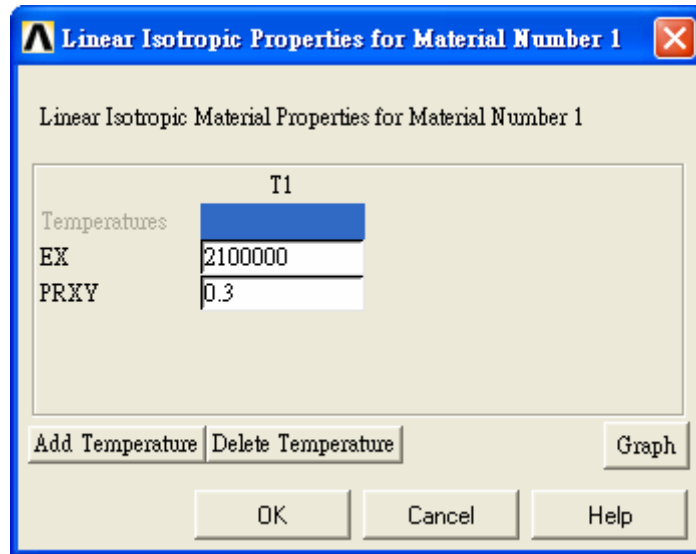 Linear Isotropic Properties for Material Number 1
Linear Isotropic Material Properties for Material Number 1
T1
Temperatures
EX 2100000
PRXY 0.3
Add Temperature Delete Temperature Graph
OK Cancel Help